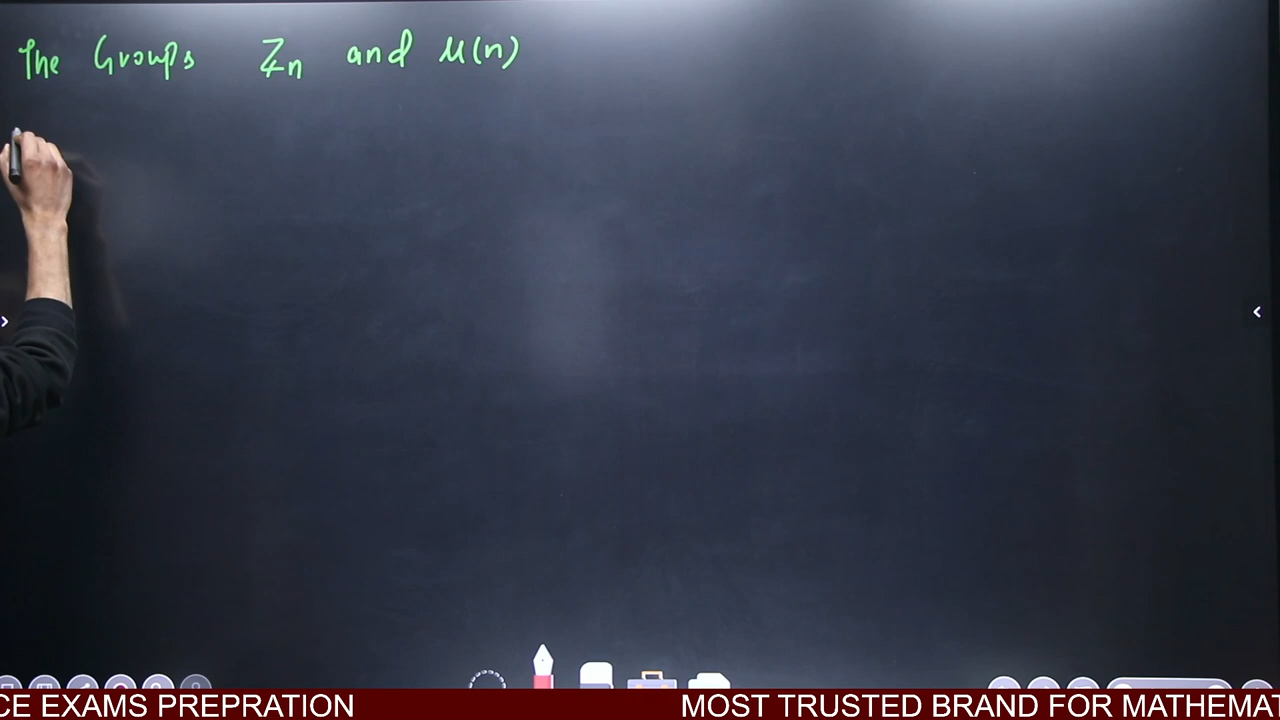 The Groups Zn and U(n)
CE EXAMS PREPRATION MOST TRUSTED BRAND FOR MATHEMAT